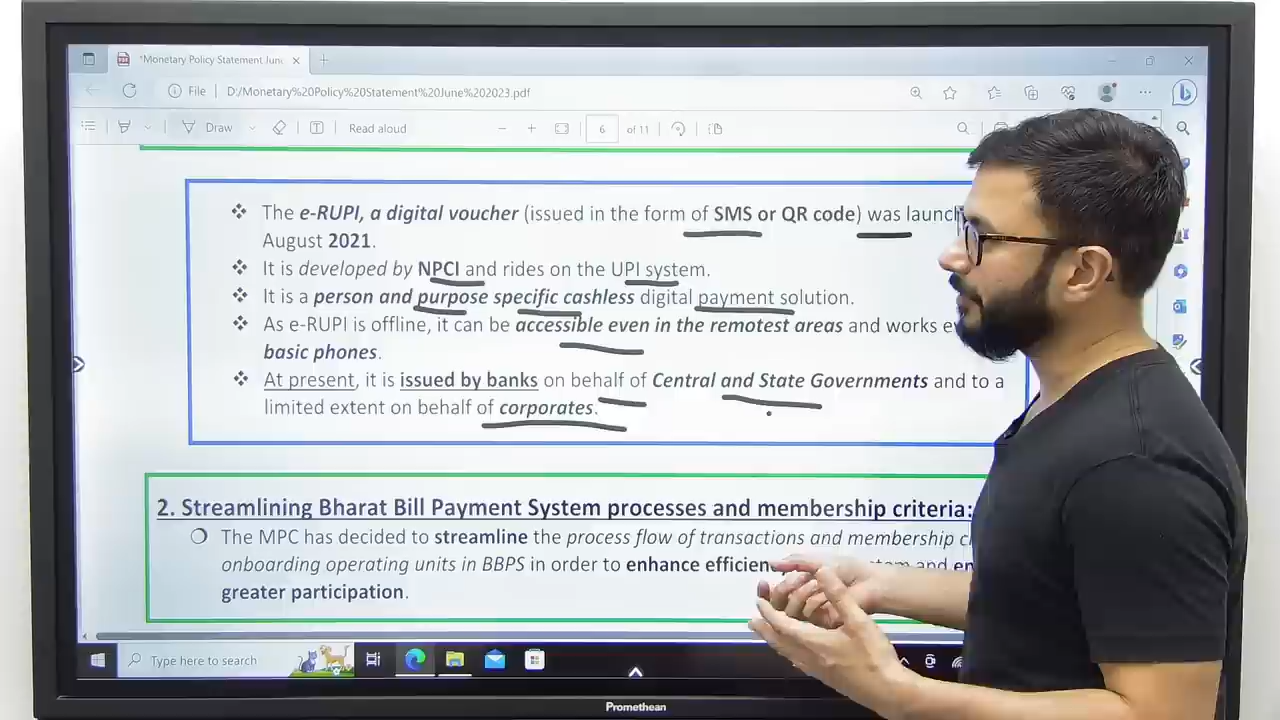 *Monetary Policy Statement Junc
File
D:/Monetary%20Policy%20Statement%20June%202023.pdf
Draw
Read aloud
6
of 11
❖ The e-RUPI, a digital voucher (issued in the form of SMS or QR code) was launch
August 2021.
❖ It is developed by NPCI and rides on the UPI system.
❖ It is a person and purpose specific cashless digital payment solution.
❖ As e-RUPI is offline, it can be accessible even in the remotest areas and works e
basic phones.
❖ At present, it is issued by banks on behalf of Central and State Governments and to a
limited extent on behalf of corporates.
2. Streamlining Bharat Bill Payment System processes and membership criteria:
The MPC has decided to streamline the process flow of transactions and membership c
onboarding operating units in BBPS in order to enhance efficien and en
greater participation.
Type here to search
Promethean